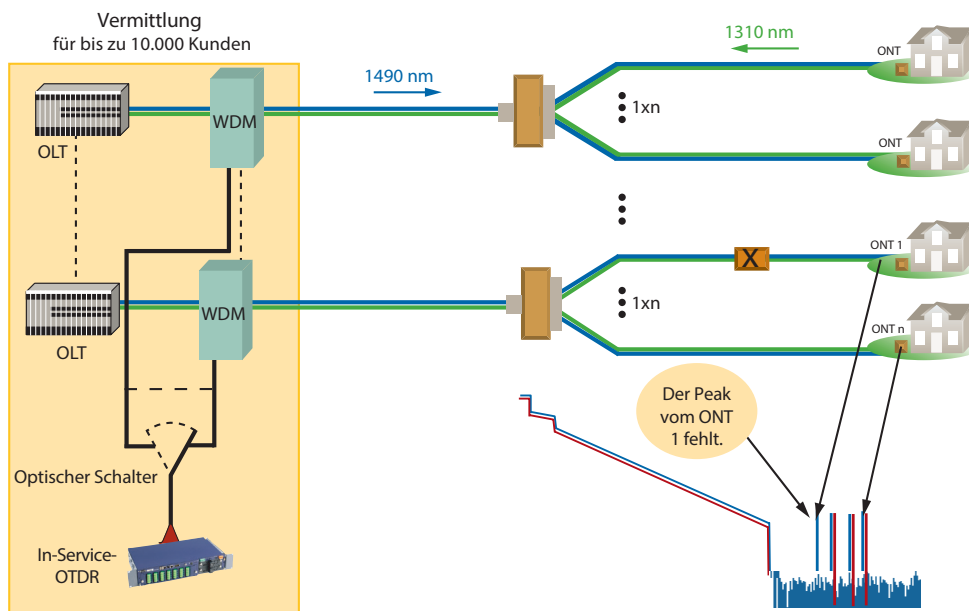 Vermittlung
für bis zu 10.000 Kunden
OLT
WDM
1490 nm
1310 nm
1xn
ONT
ONT
OLT
WDM
1xn
ONT 1
X
ONT n
Optischer Schalter
In-Service-
OTDR
Der Peak
vom ONT
1 fehlt.